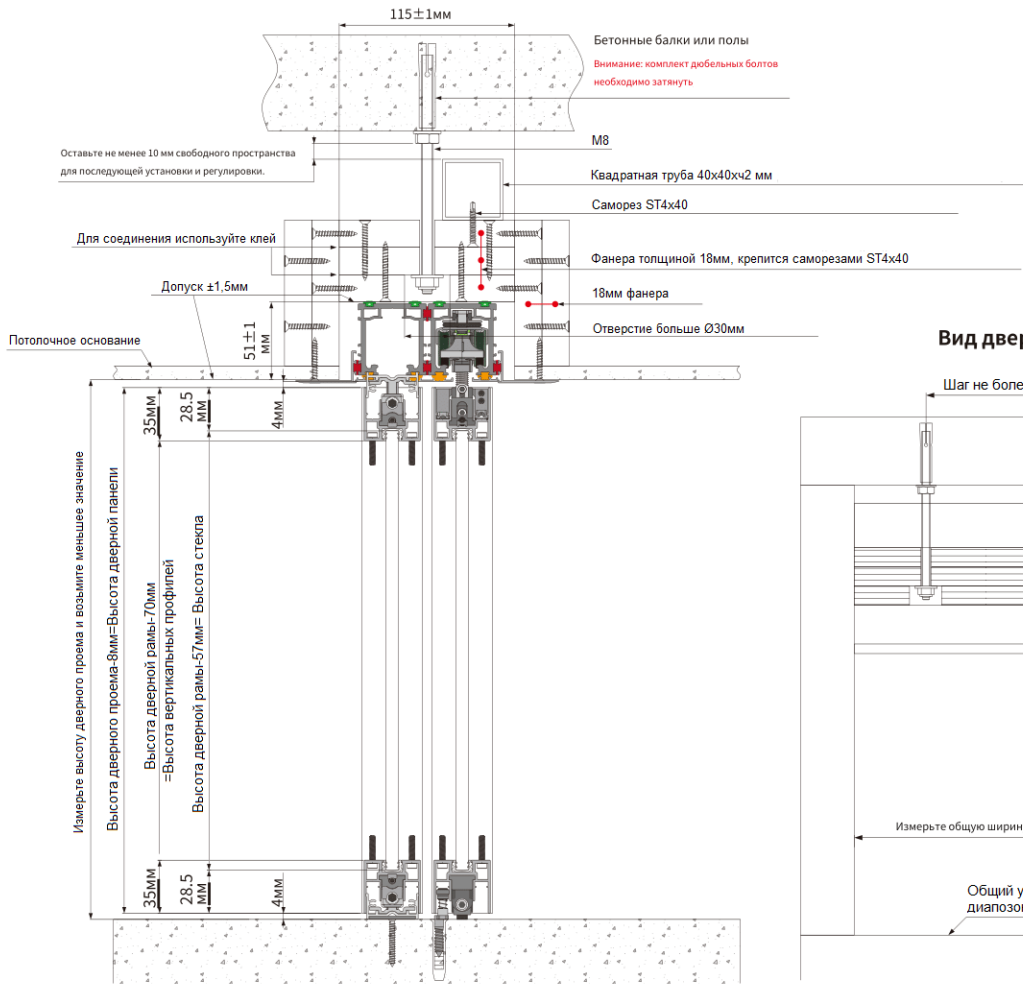 115±1мм
Бетонные балки или полы
Внимание: комплект дюбельных болтов
необходимо затянуть
M8
Оставьте не менее 10 мм свободного пространства
для последующей установки и регулировки.
Квадратная труба 40х40хч2 мм
Саморез ST4x40
Для соединения используйте клей
Фанера толщиной 18мм, крепится саморезами ST4x40
Допуск ±1,5мм
18мм фанера
51±1
мм
Отверстие больше Ø30мм
Потолочное основание
Вид двер
Шаг не боле
35мм
28.5
мм
4мм
Измерьте высоту дверного проема и возьмите меньшее значение
Высота дверного проема-8мм=Высота дверной панели
Высота дверной рамы-70мм
=Высота вертикальных профилей
Высота дверной рамы-57мм= Высота стекла
Измерьте общую ширин
35мм
28.5
мм
4мм
Общий у
диапозо